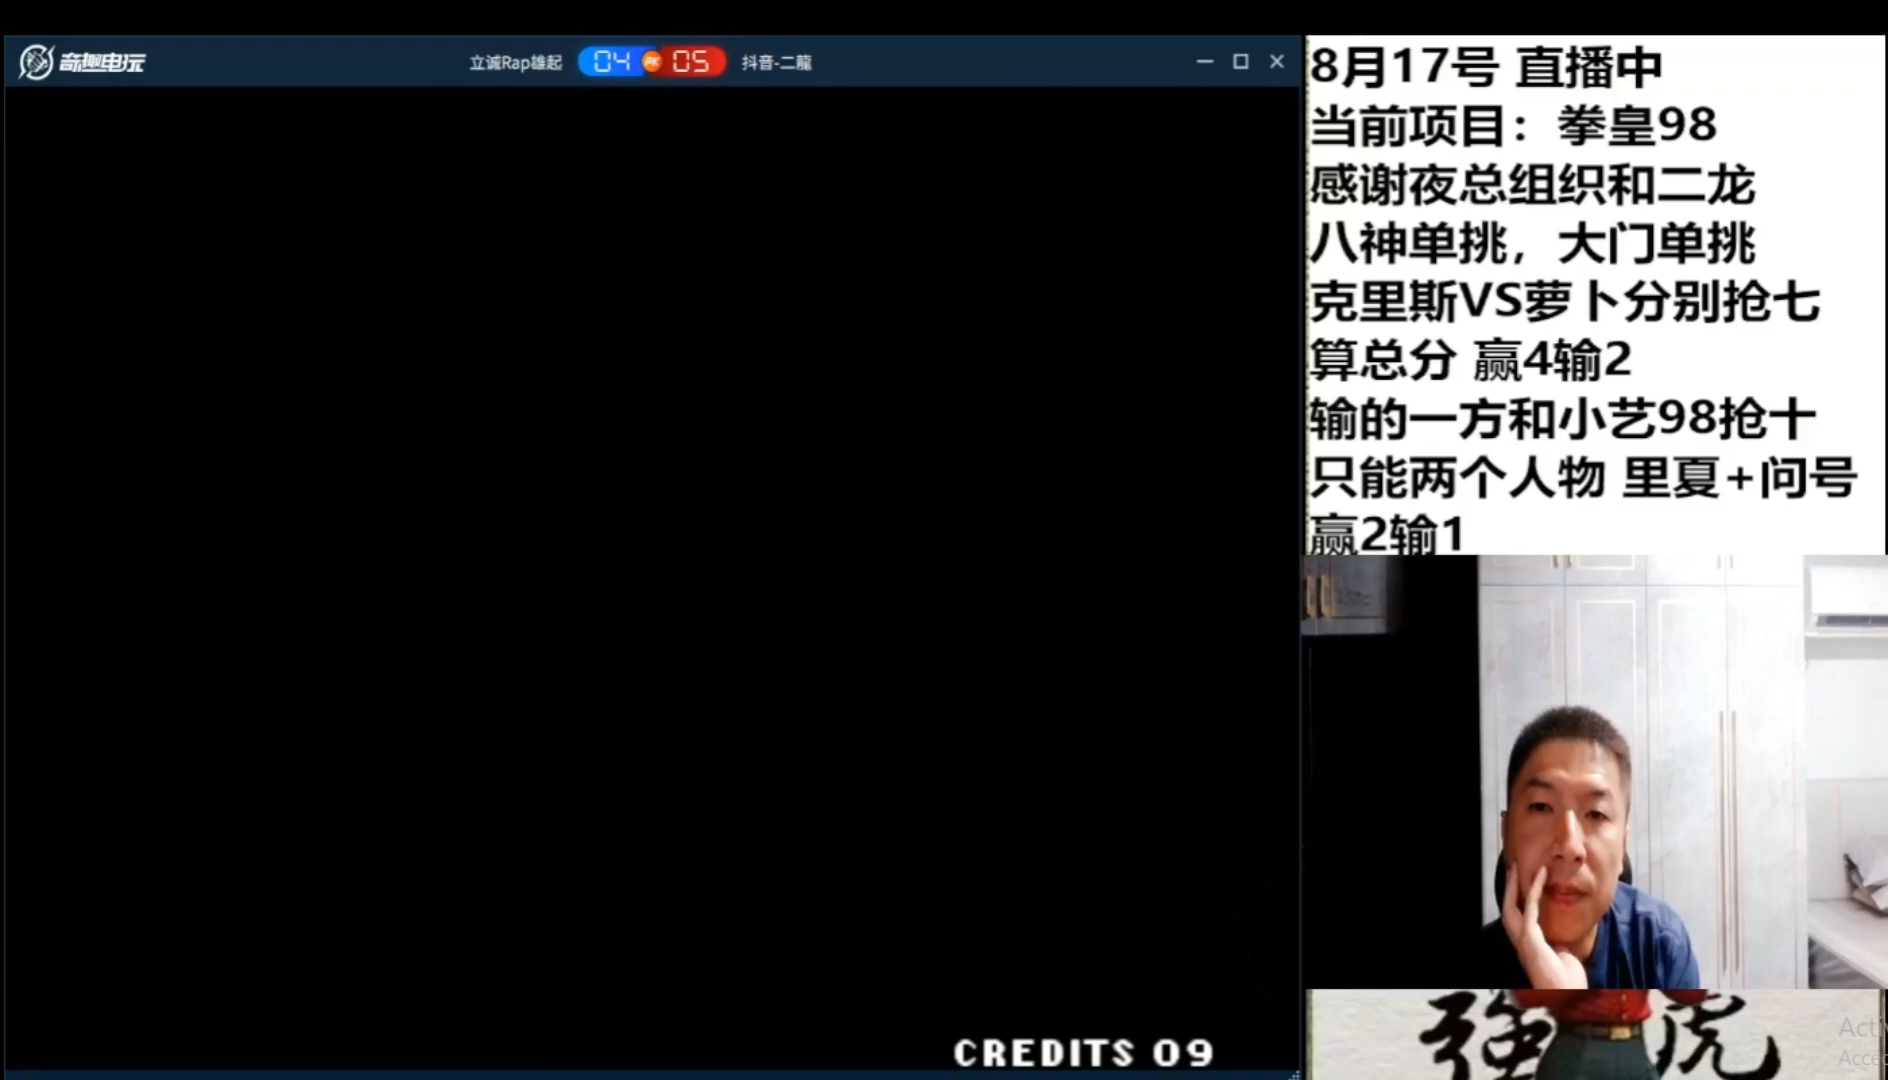 奇趣电玩
立诚Rap雄起 04 PK 05 抖音-二龍
8月17号 直播中
当前项目：拳皇98
感谢夜总组织和二龙
八神单挑，大门单挑
克里斯VS萝卜分别抢七
算总分 赢4输2
输的一方和小艺98抢十
只能两个人物 里夏+问号
赢2输1
强 虎
CREDITS 09